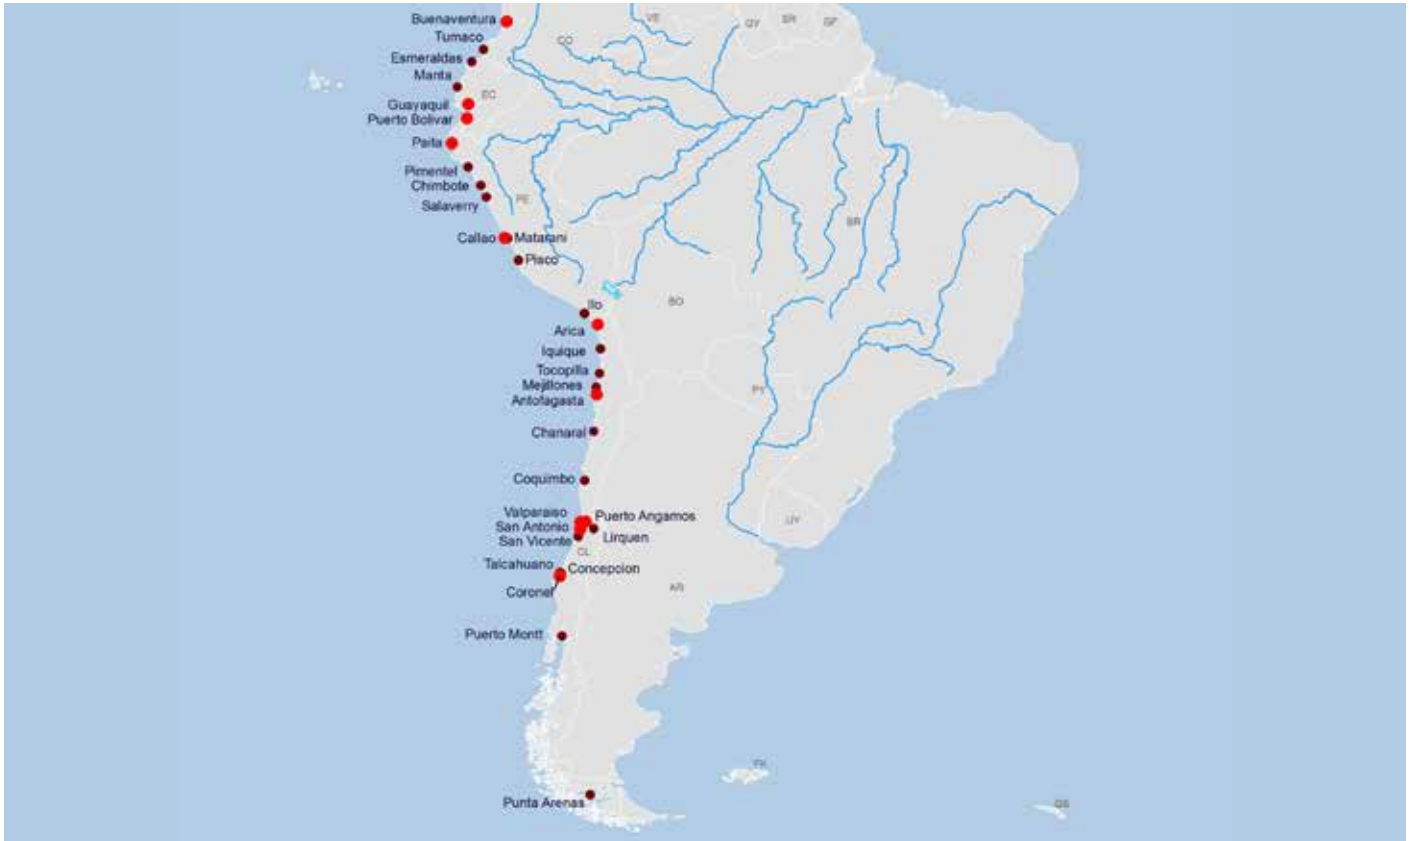 Buenaventura
VE
GY
SR
GF
Tumaco
CO
Esmeraldas
Manta
EC
Guayaquil
Puerto Bolivar
Paita
Pimentel
Chimbote
PE
Salaverry
BR
Callao
Matarani
Pisco
BO
Ilo
Arica
Iquique
Tocopilla
Mejillones
PY
Antofagasta
Chanaral
Coquimbo
Valparaiso
Puerto Angamos
UY
San Antonio
San Vicente
Lirquen
CL
Talcahuano
Concepcion
Coronel
AR
Puerto Montt
FK
Punta Arenas
GS